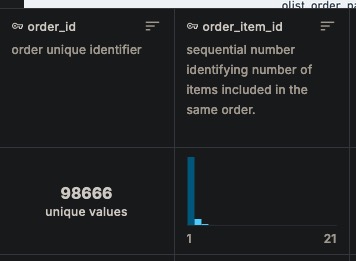 order_id
order unique identifier
98666
unique values
order_item_id
sequential number
identifying number of
items included in the
same order.
1 21